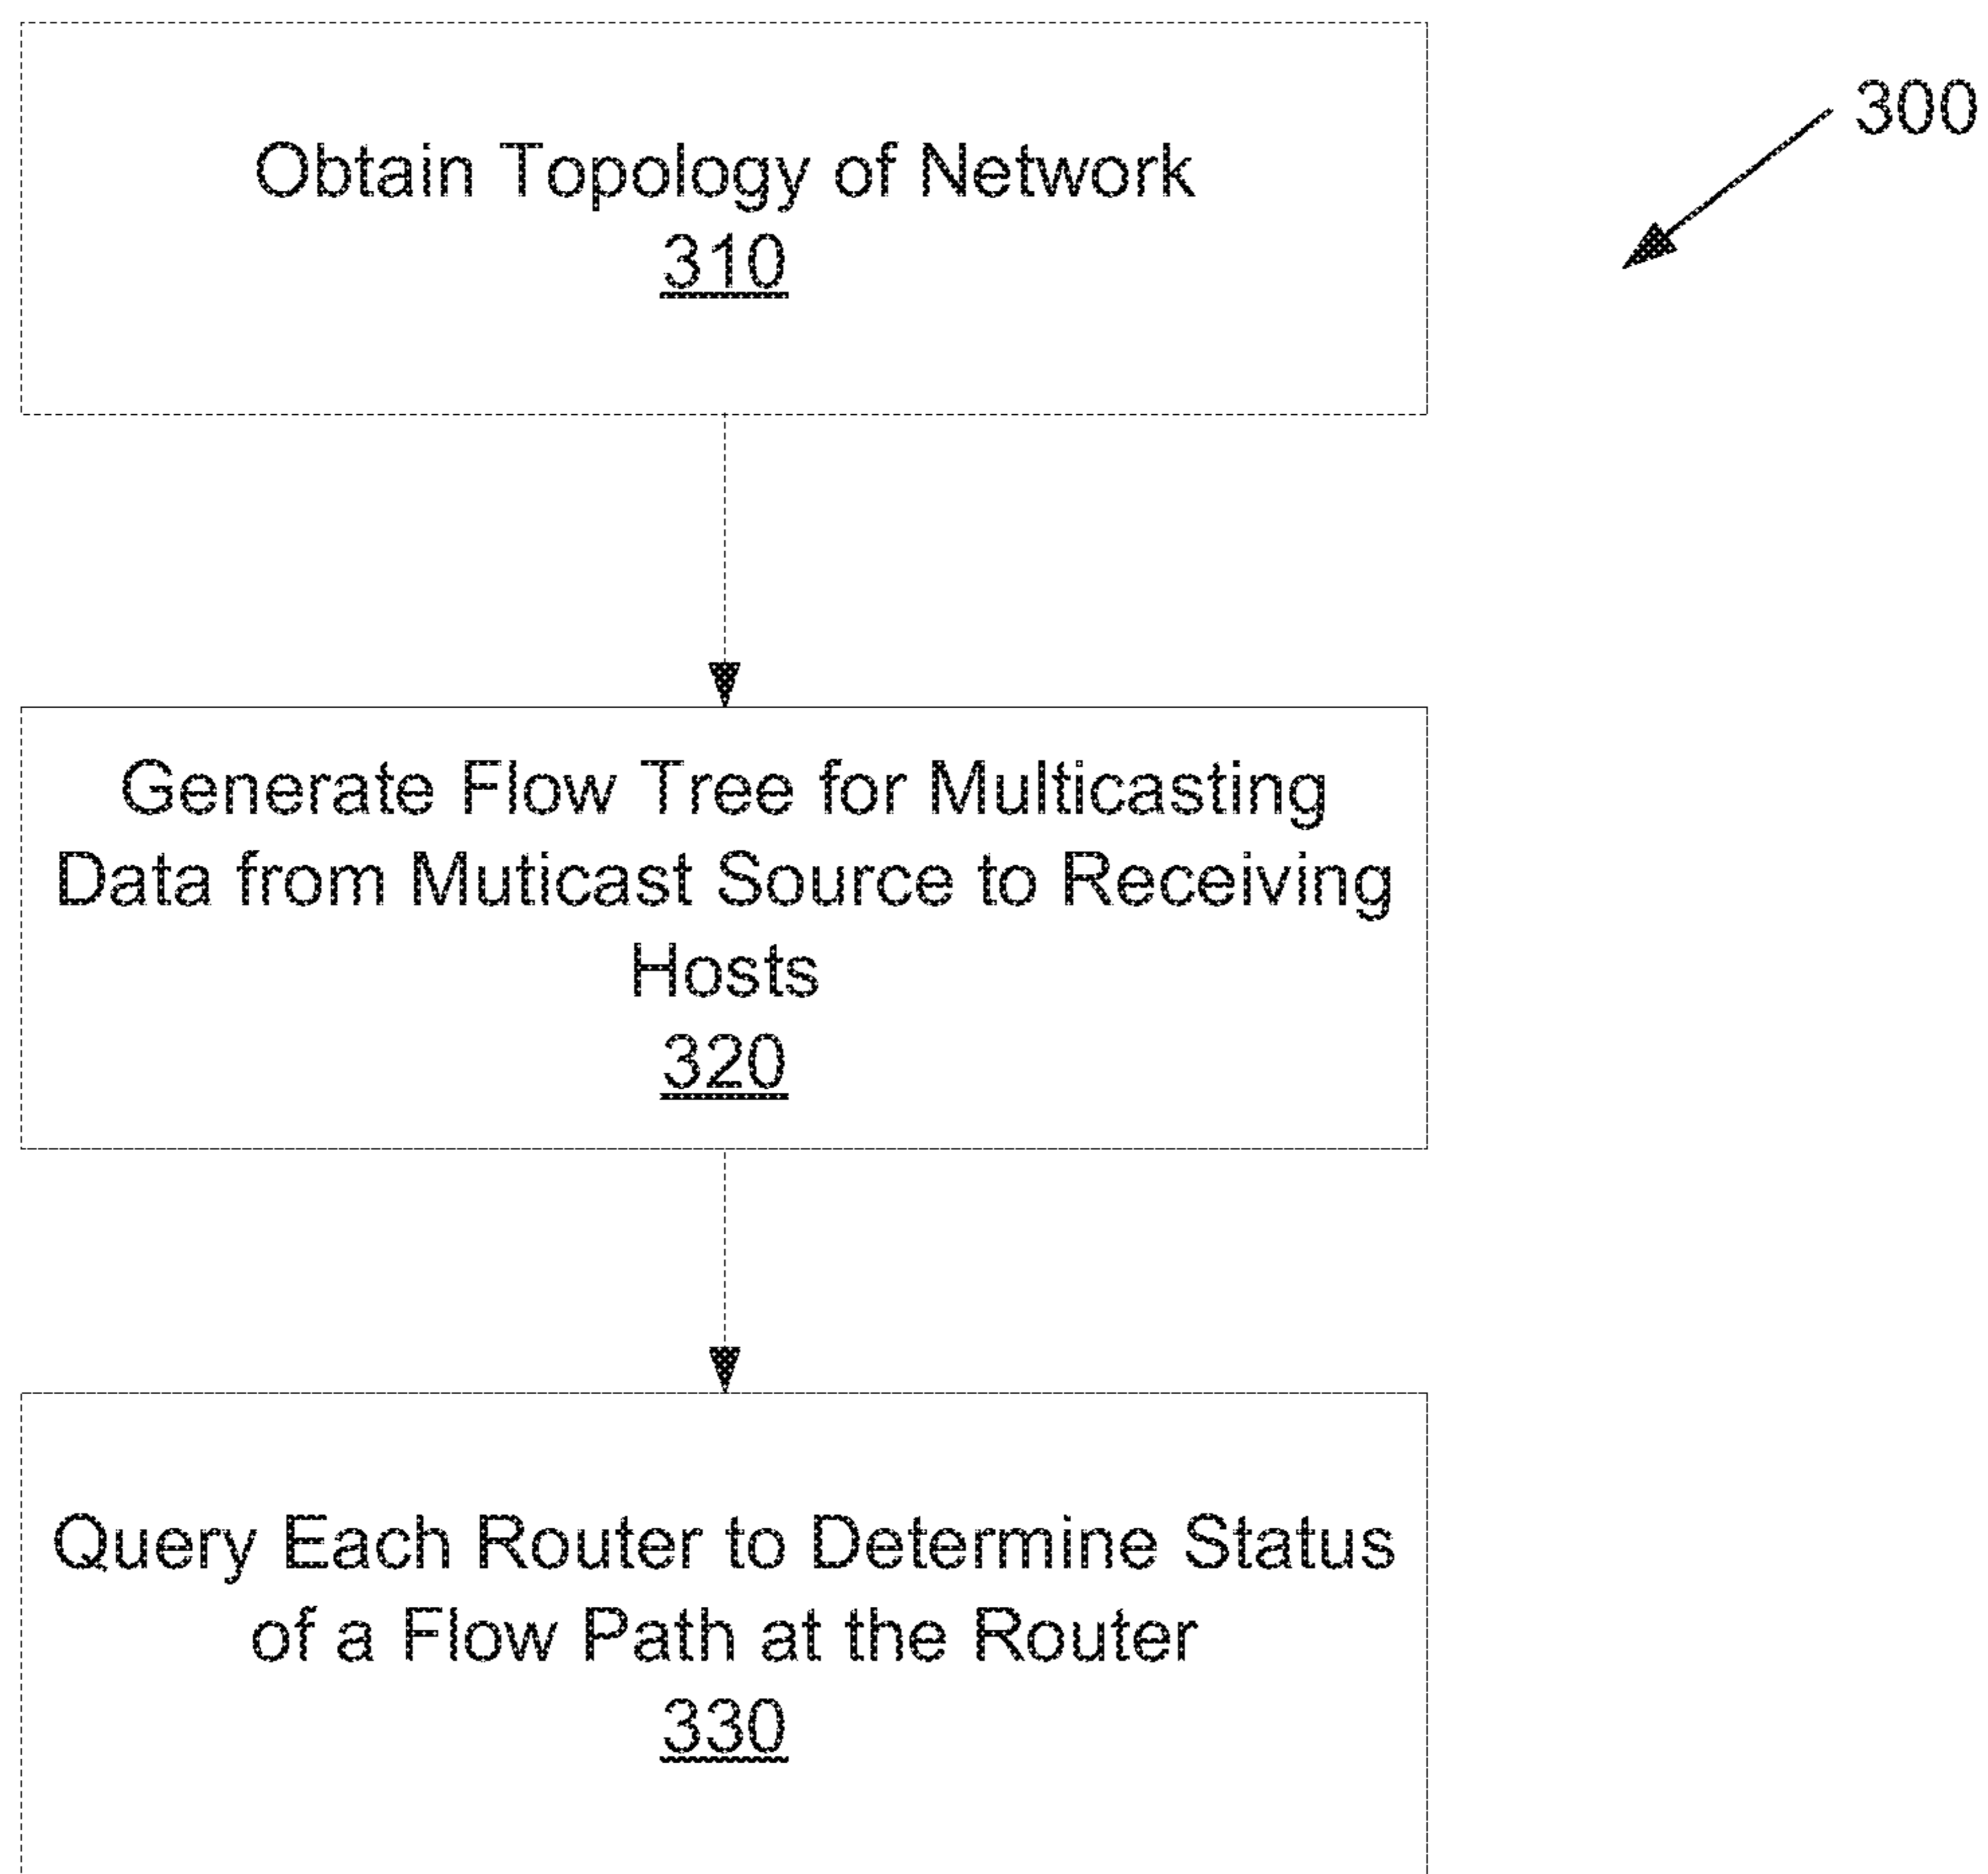 300
Obtain Topology of Network
310
Generate Flow Tree for Multicasting
Data from Muticast Source to Receiving
Hosts
320
Query Each Router to Determine Status
of a Flow Path at the Router
330